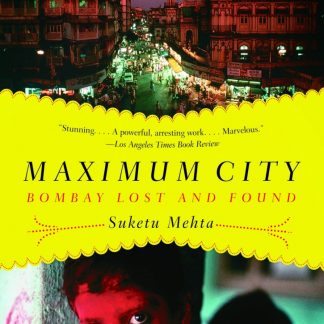 "Stunning. . . . A powerful, arresting work. . . . Marvelous."
—Los Angeles Times Book Review
MAXIMUM CITY
BOMBAY LOST AND FOUND
Suketu Mehta